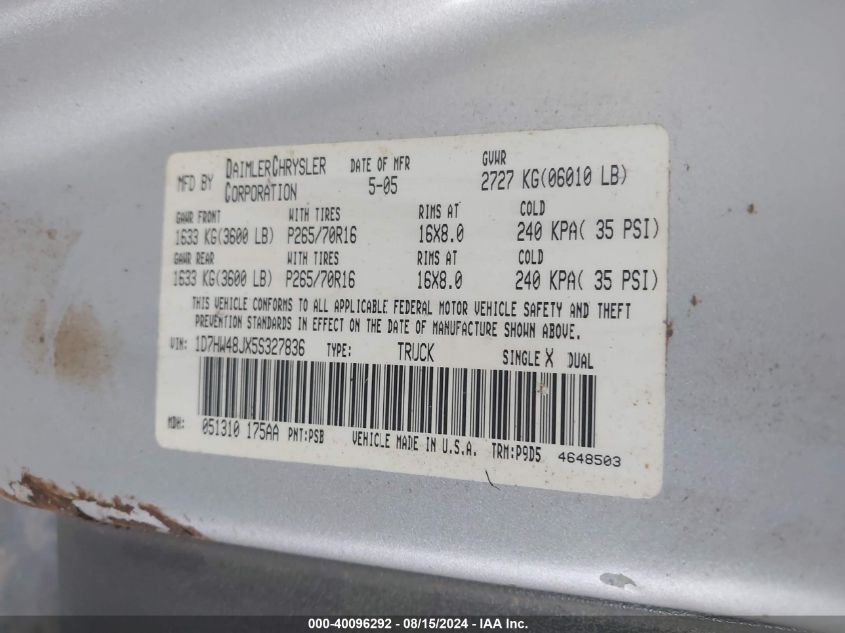 MFD BY DAIMLERCHRYSLER CORPORATION DATE OF MFR 5-05 GVWR 2727 KG(06010 LB)
GAWR FRONT WITH TIRES RIMS AT COLD
1633 KG(3600 LB) P265/70R16 16X8.0 240 KPA( 35 PSI)
GAWR REAR WITH TIRES RIMS AT COLD
1633 KG(3600 LB) P265/70R16 16X8.0 240 KPA( 35 PSI)
THIS VEHICLE CONFORMS TO ALL APPLICABLE FEDERAL MOTOR VEHICLE SAFETY AND THEFT
PREVENTION STANDARDS IN EFFECT ON THE DATE OF MANUFACTURE SHOWN ABOVE.
VIN: 1D7HW48JX5S327836 TYPE: TRUCK SINGLE X DUAL
MDH: 051310 175AA PNT:PSB VEHICLE MADE IN U.S.A. TRM:P9D5 4648503
000-40096292 - 08/15/2024 - IAA Inc.